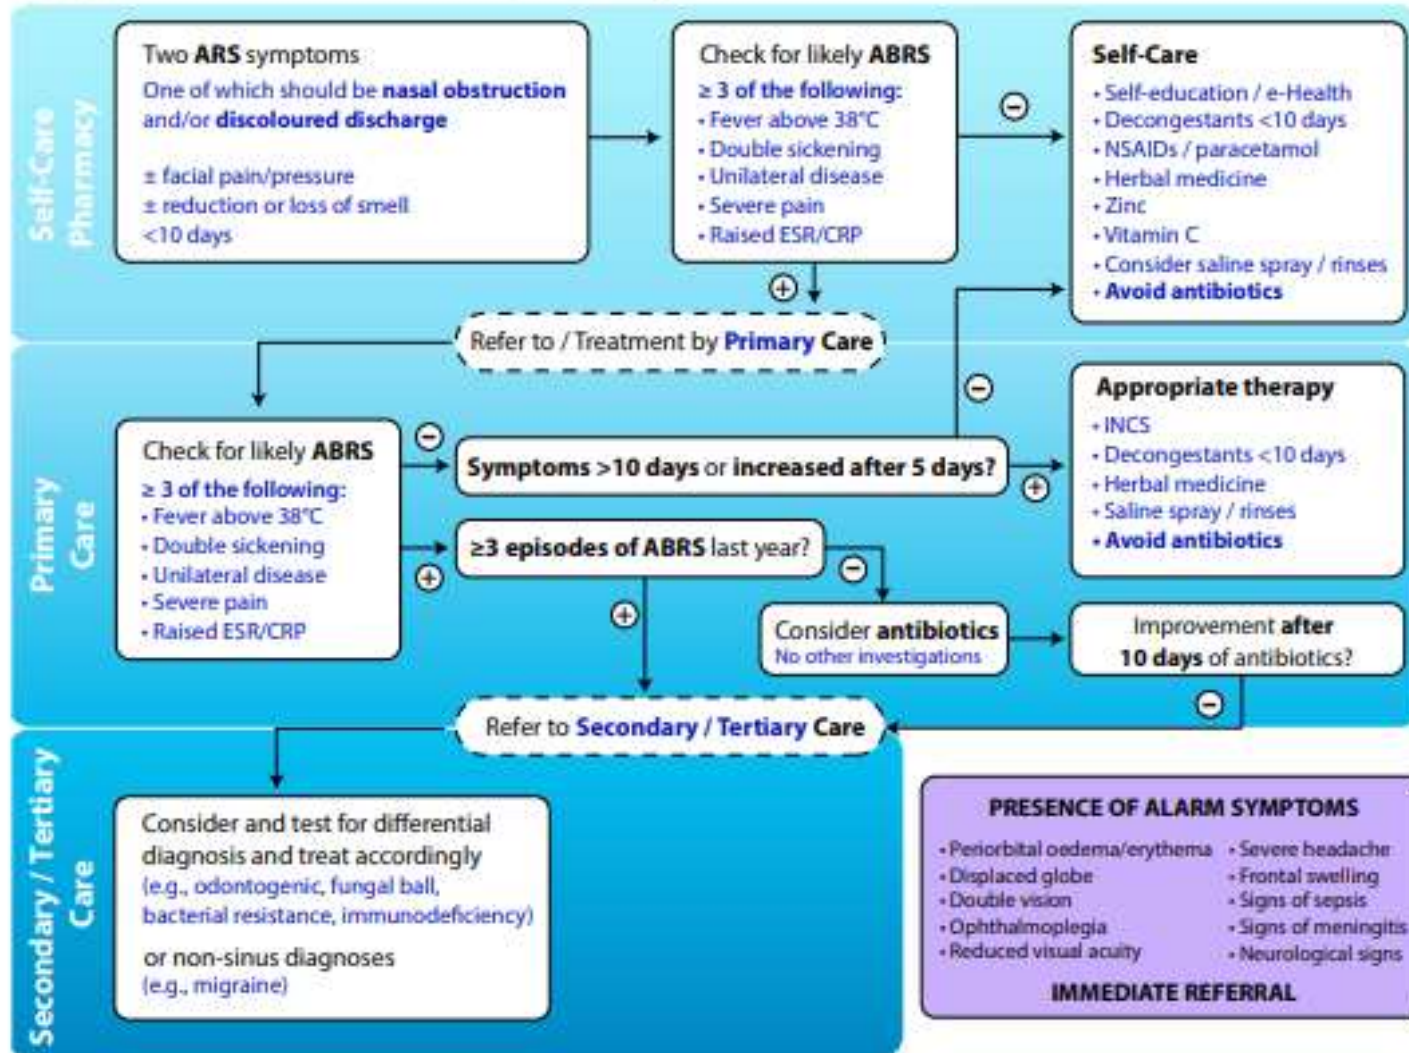 Self-Care
Pharmacy
Two ARS symptoms
One of which should be nasal obstruction
and/or discoloured discharge
± facial pain/pressure
± reduction or loss of smell
<10 days
Check for likely ABRS
≥ 3 of the following:
• Fever above 38°C
• Double sickening
• Unilateral disease
• Severe pain
• Raised ESR/CRP
−
+
Self-Care
• Self-education / e-Health
• Decongestants <10 days
• NSAIDs / paracetamol
• Herbal medicine
• Zinc
• Vitamin C
• Consider saline spray / rinses
• Avoid antibiotics
Refer to / Treatment by Primary Care
Primary
Care
Check for likely ABRS
≥ 3 of the following:
• Fever above 38°C
• Double sickening
• Unilateral disease
• Severe pain
• Raised ESR/CRP
−
+
Symptoms >10 days or increased after 5 days?
−
+
Appropriate therapy
• INCS
• Decongestants <10 days
• Herbal medicine
• Saline spray / rinses
• Avoid antibiotics
≥3 episodes of ABRS last year?
−
+
Consider antibiotics
No other investigations
Improvement after
10 days of antibiotics?
−
Refer to Secondary / Tertiary Care
Secondary / Tertiary
Care
Consider and test for differential
diagnosis and treat accordingly
(e.g., odontogenic, fungal ball,
bacterial resistance, immunodeficiency)
or non-sinus diagnoses
(e.g., migraine)
PRESENCE OF ALARM SYMPTOMS
• Periorbital oedema/erythema
• Displaced globe
• Double vision
• Ophthalmoplegia
• Reduced visual acuity
• Severe headache
• Frontal swelling
• Signs of sepsis
• Signs of meningitis
• Neurological signs
IMMEDIATE REFERRAL